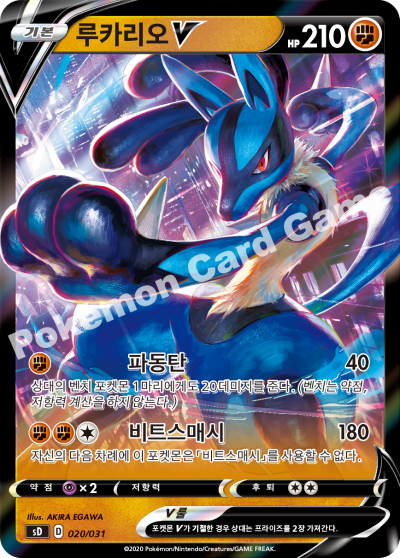 기본 루카리오 V HP 210
Pokémon Card Game
파동탄 40
상대의 벤치 포켓몬 1마리에게도 20데미지를 준다. (벤치는 약점,
저항력 계산을 하지 않는다.)
비트스매시 180
자신의 다음 차례에 이 포켓몬은 「비트스매시」를 사용할 수 없다.
약점 ×2 저항력 후퇴
Illus. AKIRA EGAWA
sD D 020/031
V 룰
포켓몬 V가 기절한 경우 상대는 프라이즈를 2장 가져간다.
©2020 Pokémon/Nintendo/Creatures/GAME FREAK.